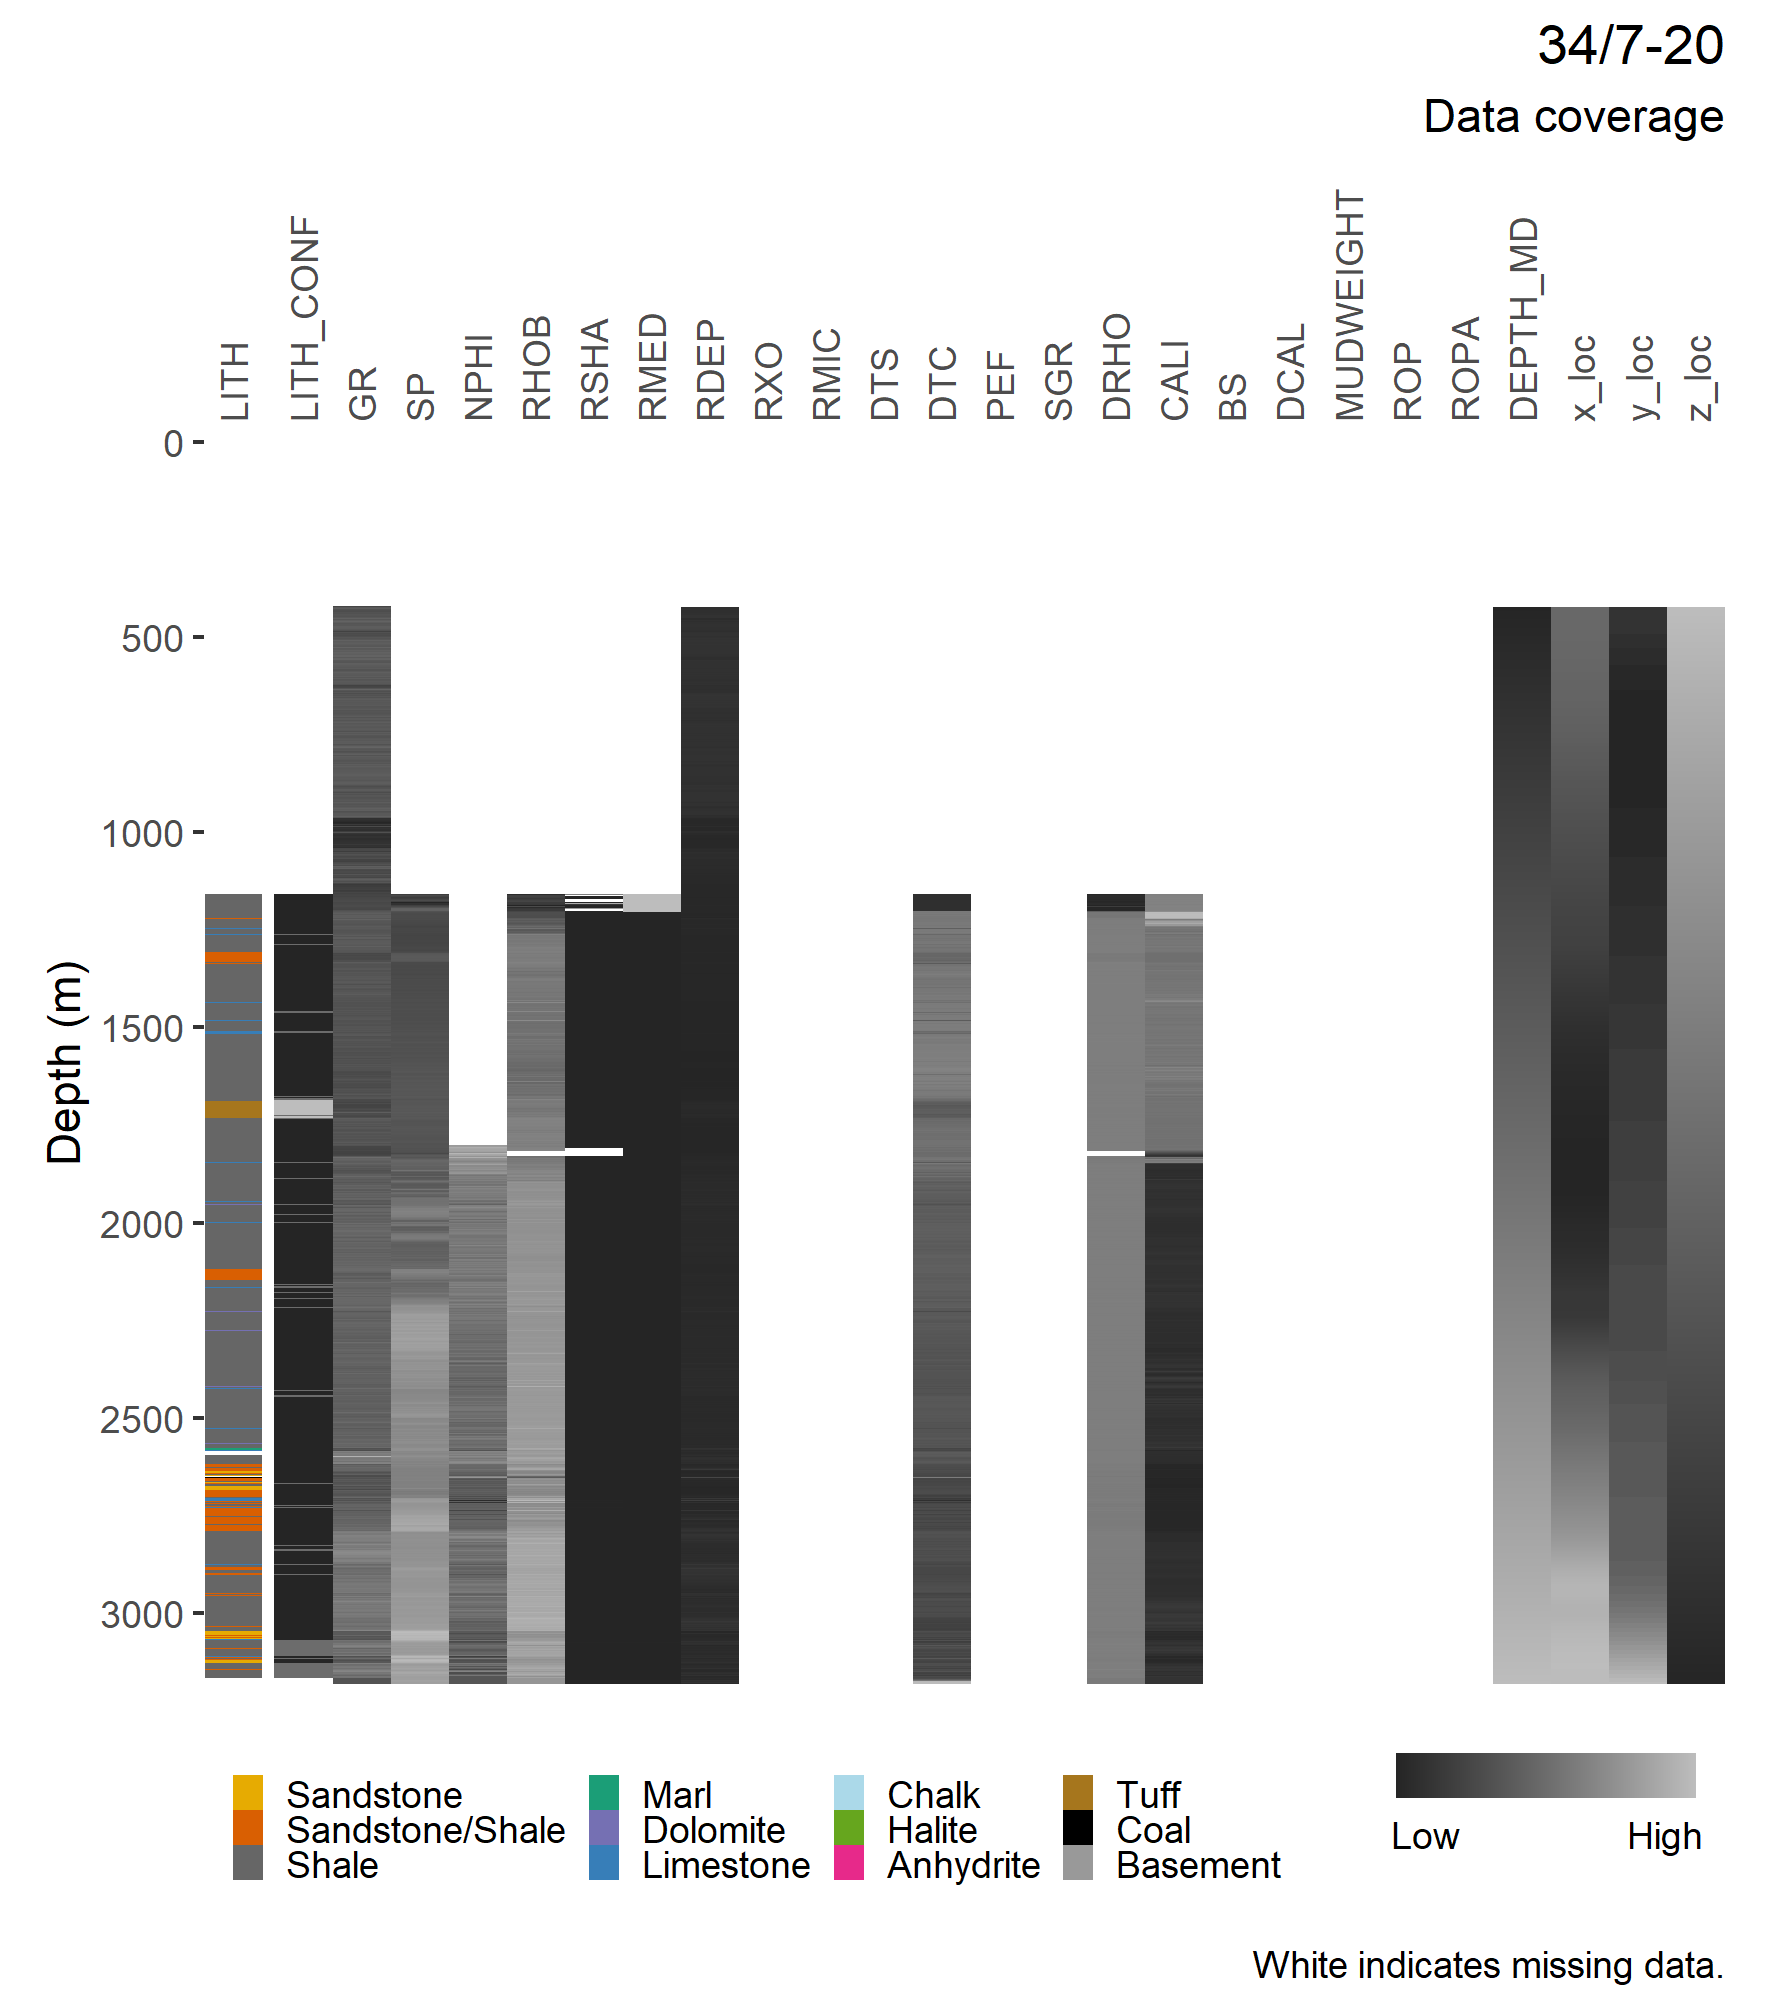 34/7-20
Data coverage
LITH
LITH_CONF
GR
SP
NPHI
RHOB
RSHA
RMED
RDEP
RXO
RMIC
DTS
DTC
PEF
SGR
DRHO
CALI
BS
DCAL
MUDWEIGHT
ROP
ROPA
DEPTH_MD
x_loc
y_loc
z_loc
0
500
1000
1500
2000
2500
3000
Depth (m)
Sandstone
Sandstone/Shale
Shale
Marl
Dolomite
Limestone
Chalk
Halite
Anhydrite
Tuff
Coal
Basement
Low High
White indicates missing data.